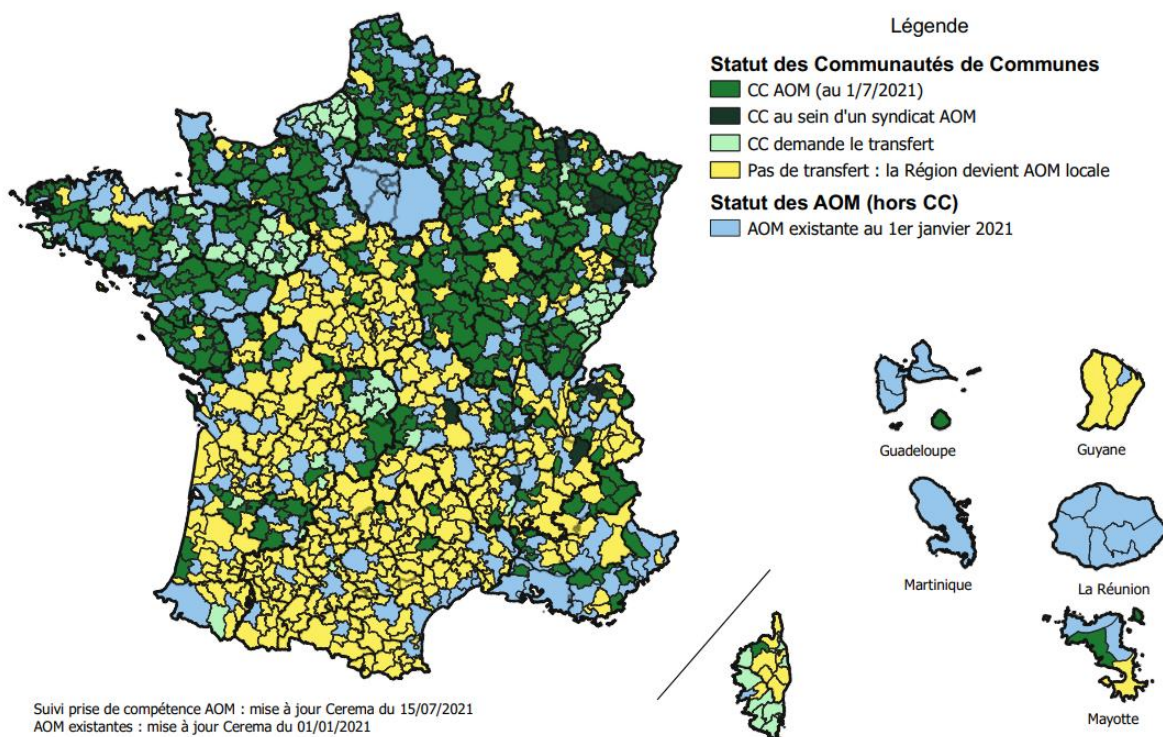 Légende
Statut des Communautés de Communes
CC AOM (au 1/7/2021)
CC au sein d'un syndicat AOM
CC demande le transfert
Pas de transfert : la Région devient AOM locale
Statut des AOM (hors CC)
AOM existante au 1er janvier 2021
Guadeloupe
Guyane
Martinique
La Réunion
Mayotte
Suivi prise de compétence AOM : mise à jour Cerema du 15/07/2021
AOM existantes : mise à jour Cerema du 01/01/2021